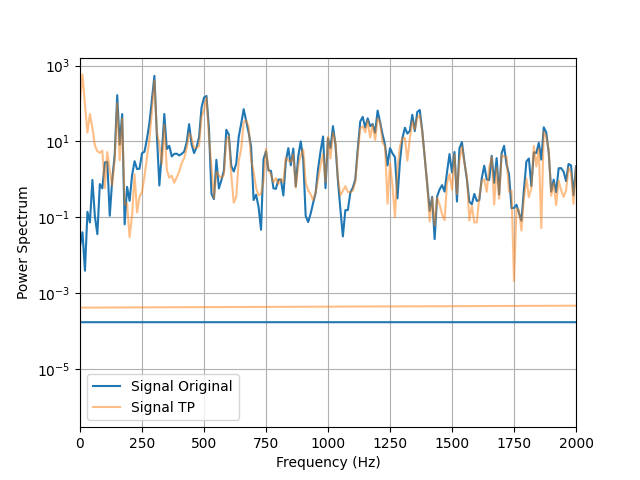 Power Spectrum
10³
10¹
10⁻¹
10⁻³
10⁻⁵
Signal Original
Signal TP
0 250 500 750 1000 1250 1500 1750 2000
Frequency (Hz)